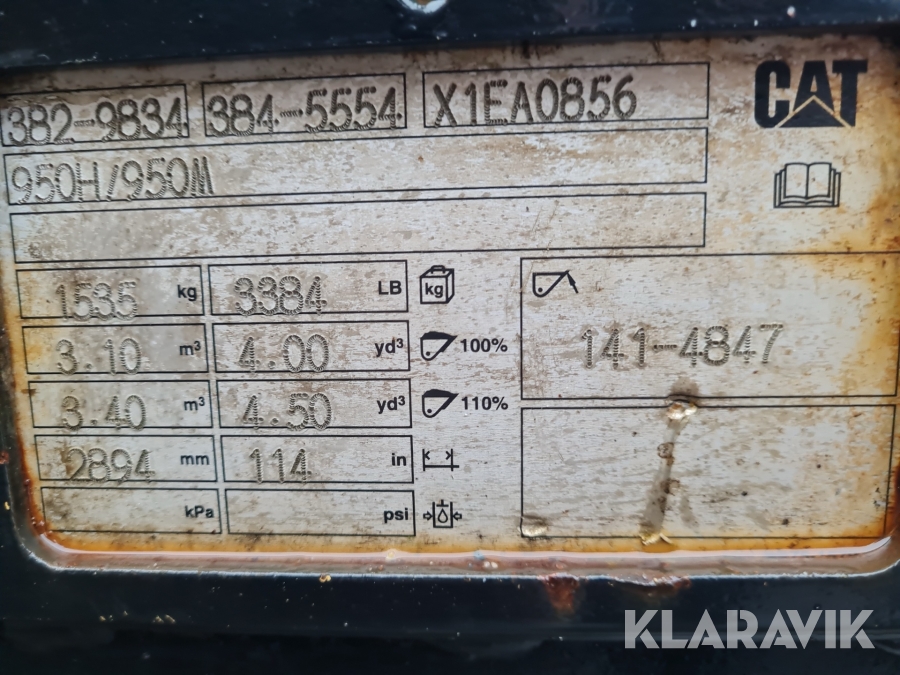 382-9834 384-5554 X1EA0856 CAT
950H/950M
1535 kg 3384 LB kg
3.10 m³ 4.00 yd³ 100% 141-4847
3.40 m³ 4.50 yd³ 110%
2894 mm 114 in
kPa psi
KLARAVIK